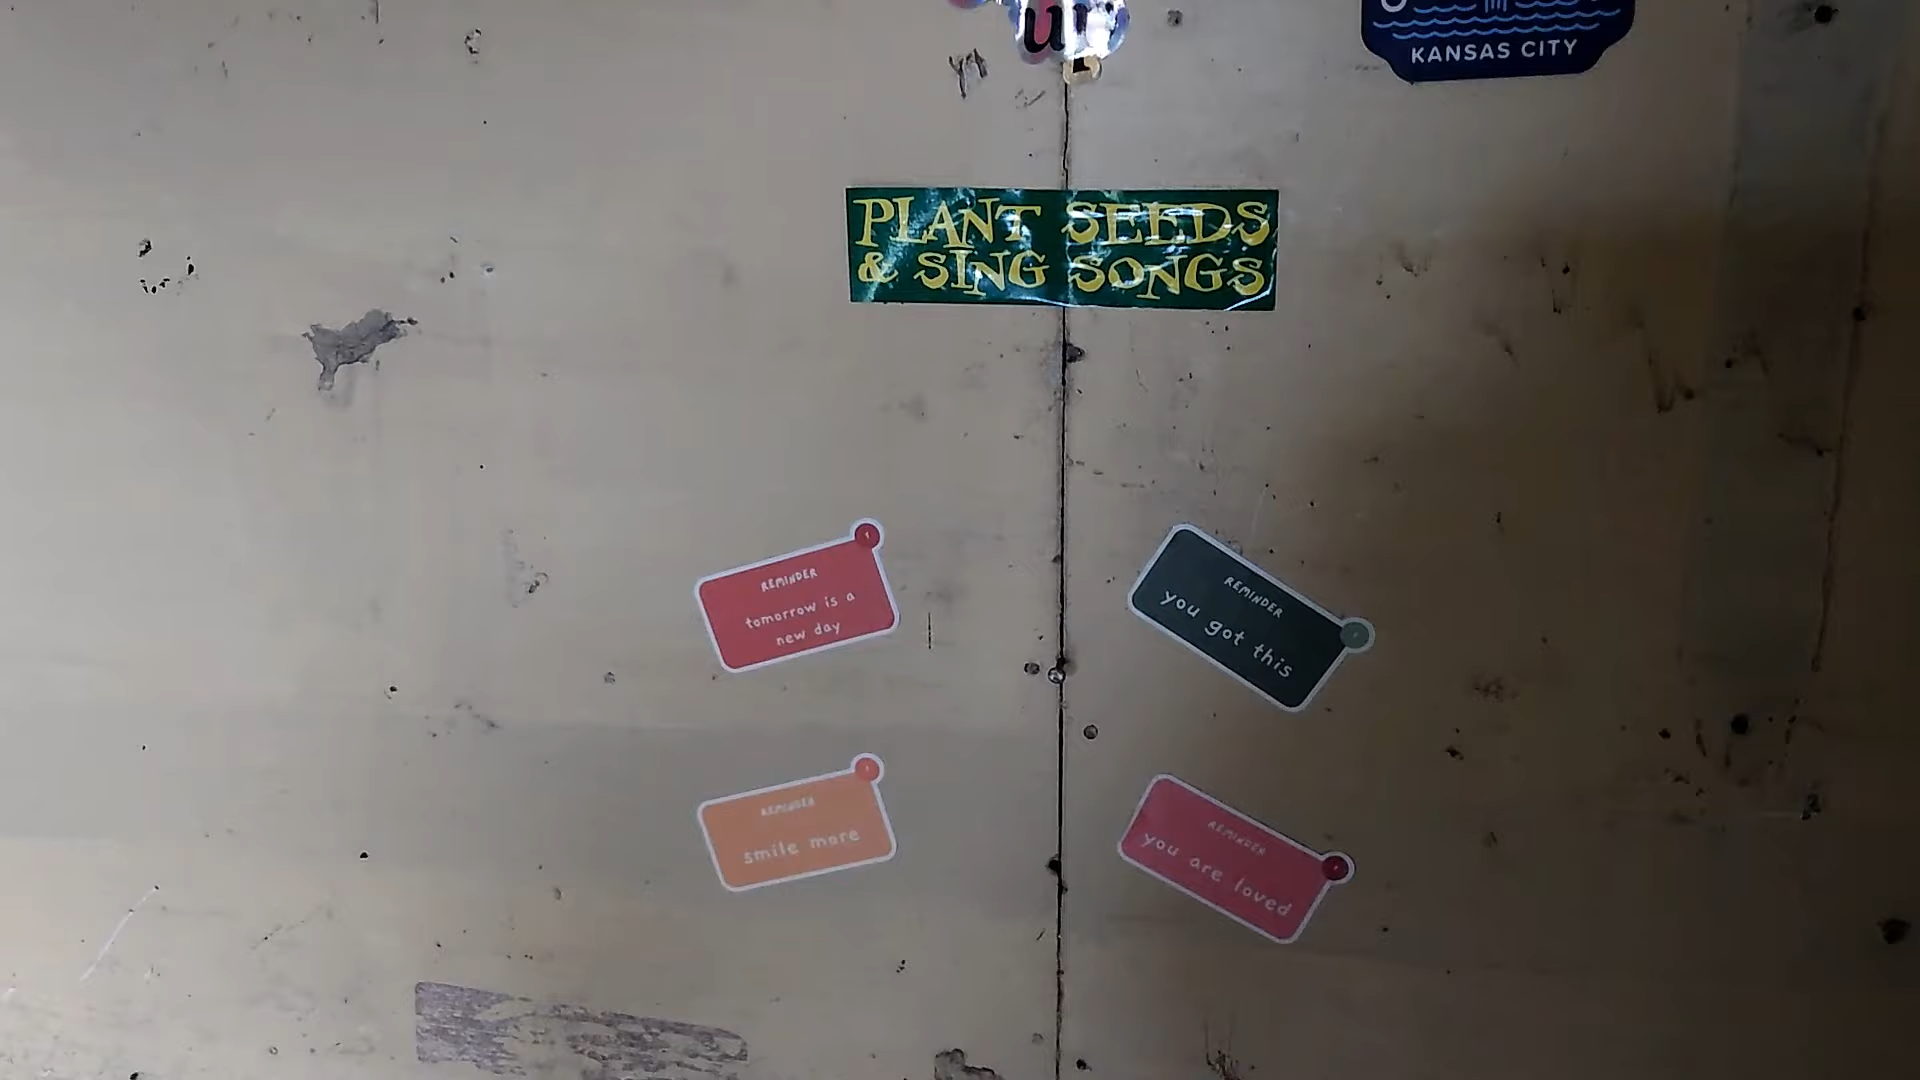 KANSAS CITY
PLANT SEEDS
& SING SONGS
REMINDER
tomorrow is a
new day
REMINDER
you got this
REMINDER
smile more
REMINDER
you are loved